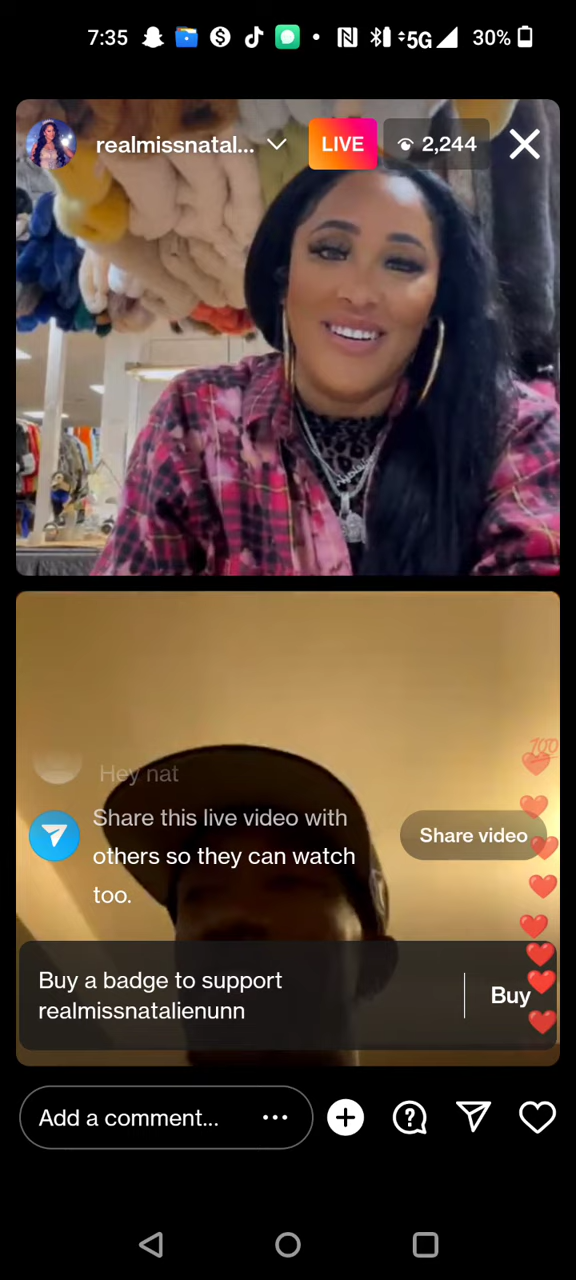 7:35
5G
30%
realmissnatal...
LIVE
2,244
Hey nat
Share this live video with
others so they can watch
too.
Share video
💯
Buy a badge to support
realmissnatalienunn
Buy
Add a comment...